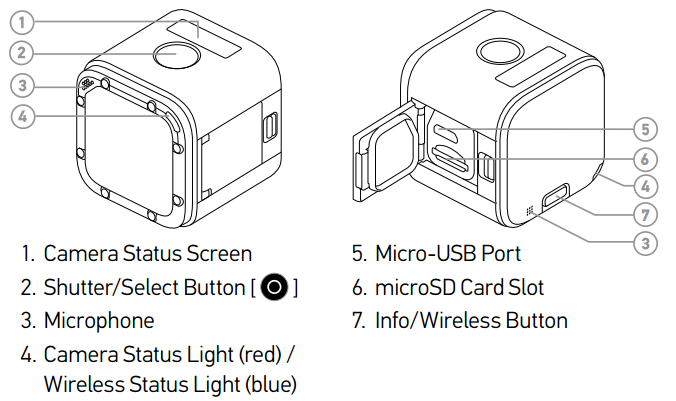 1
2
3
4
5
6
4
7
3
1. Camera Status Screen
2. Shutter/Select Button [ ]
3. Microphone
4. Camera Status Light (red) /
Wireless Status Light (blue)
5. Micro-USB Port
6. microSD Card Slot
7. Info/Wireless Button